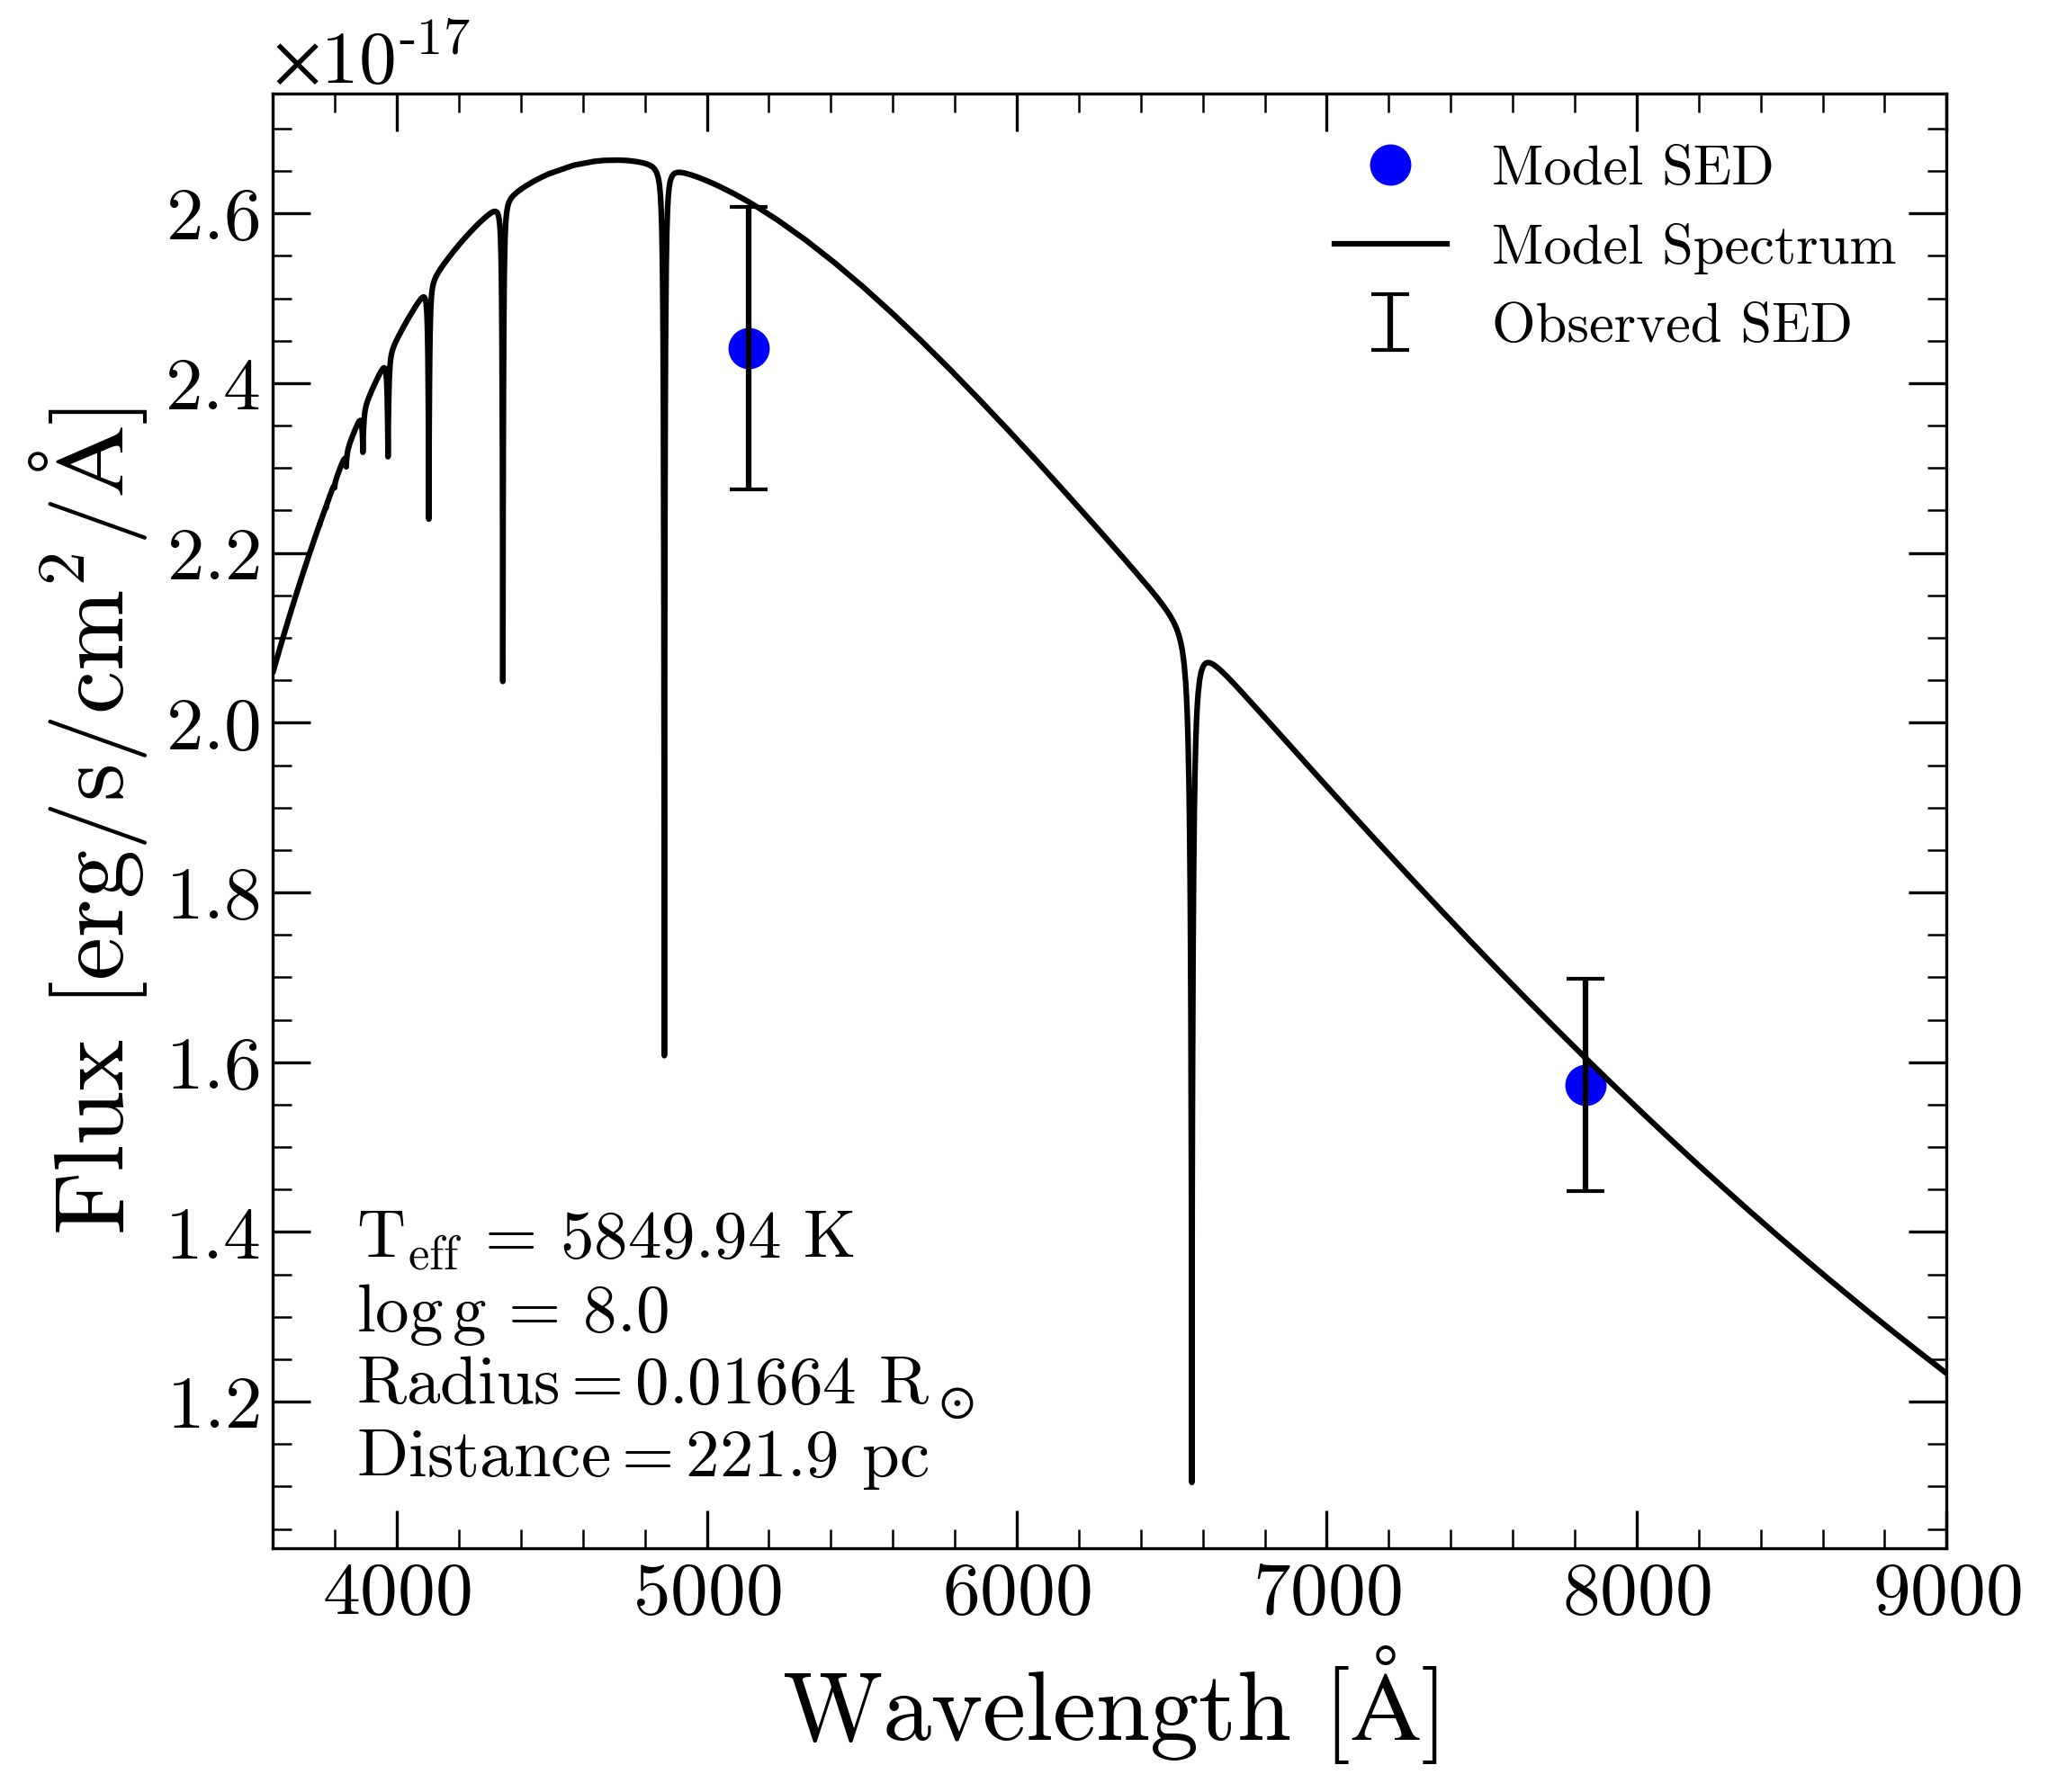 ×10-17
Flux [erg/s/cm2/Å]
2.6
2.4
2.2
2.0
1.8
1.6
1.4
1.2
Model SED
Model Spectrum
Observed SED
Teff = 5849.94 K
log g = 8.0
Radius = 0.01664 R⊙
Distance = 221.9 pc
4000 5000 6000 7000 8000 9000
Wavelength [Å]